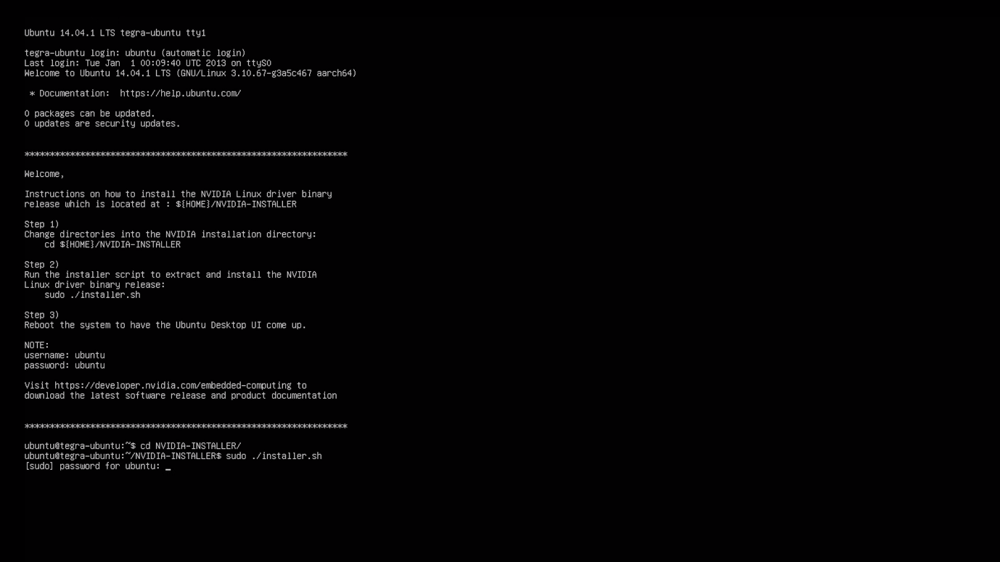 Ubuntu 14.04.1 LTS tegra-ubuntu tty1
tegra-ubuntu login: ubuntu (automatic login)
Last login: Tue Jan  1 00:09:40 UTC 2013 on ttyS0
Welcome to Ubuntu 14.04.1 LTS (GNU/Linux 3.10.67-g3a5c467 aarch64)
 * Documentation:  https://help.ubuntu.com/
0 packages can be updated.
0 updates are security updates.
****************************************************************
Welcome,
Instructions on how to install the NVIDIA Linux driver binary
release which is located at : ${HOME}/NVIDIA-INSTALLER
Step 1)
Change directories into the NVIDIA installation directory:
    cd ${HOME}/NVIDIA-INSTALLER
Step 2)
Run the installer script to extract and install the NVIDIA
Linux driver binary release:
    sudo ./installer.sh
Step 3)
Reboot the system to have the Ubuntu Desktop UI come up.
NOTE:
username: ubuntu
password: ubuntu
Visit https://developer.nvidia.com/embedded-computing to
download the latest software release and product documentation
****************************************************************
ubuntu@tegra-ubuntu:~$ cd NVIDIA-INSTALLER/
ubuntu@tegra-ubuntu:~/NVIDIA-INSTALLER$ sudo ./installer.sh
[sudo] password for ubuntu: _